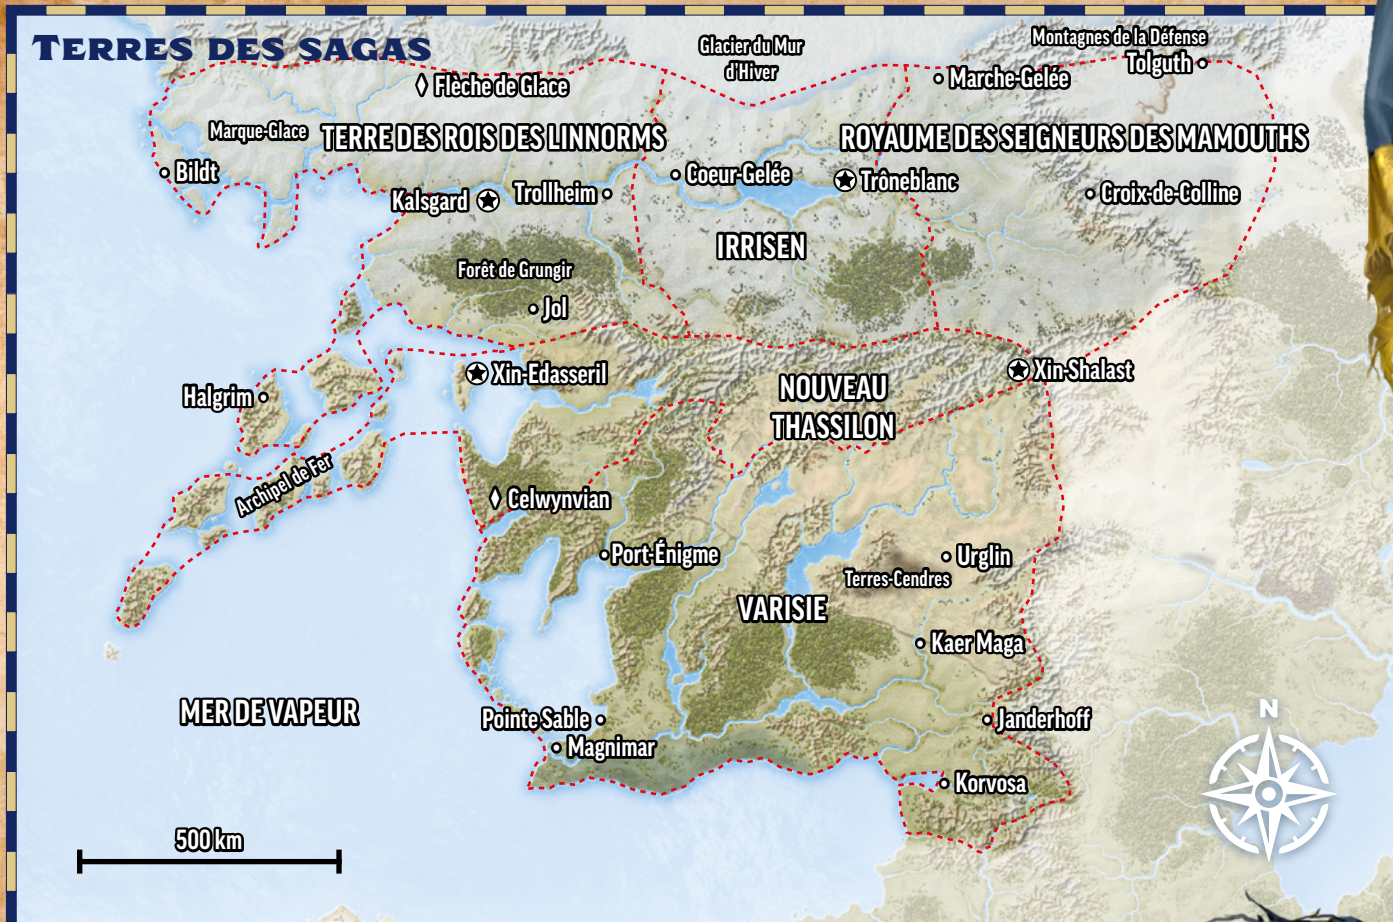 TERRES DES SAGAS
Glacier du Mur
d'Hiver
Montagnes de la Défense
Tolguth
Marche-Gelée
Flèche de Glace
Marque-Glace
TERRE DES ROIS DES LINNORMS
ROYAUME DES SEIGNEURS DES MAMOUTHS
Bildt
Kalsgard
Trollheim
Coeur-Gelée
Trôneblanc
Croix-de-Colline
IRRISEN
Forêt de Grungir
Jol
Xin-Edasseril
Xin-Shalast
NOUVEAU
THASSILON
Halgrim
Archipel de Fer
Celwynvian
Port-Énigme
Urglin
Terres-Cendres
VARISIE
Kaer Maga
MER DE VAPEUR
Pointe Sable
Janderhoff
Magnimar
Korvosa
N
500 km